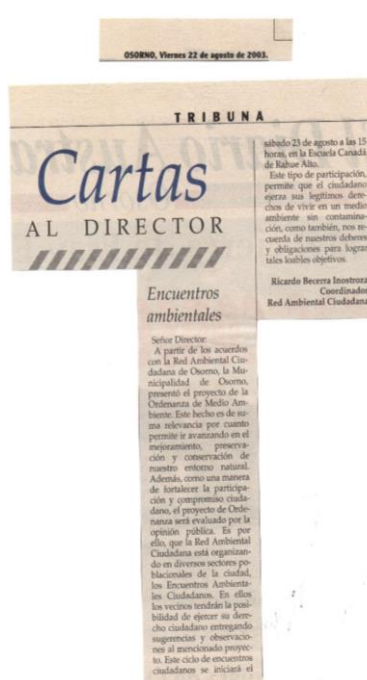 OSORNO, Viernes 22 de agosto de 2003.
TRIBUNA
Cartas
AL DIRECTOR
Encuentros
ambientales
Señor Director:
A partir de los acuerdos
con la Red Ambiental Ciu-
dadana de Osorno, la Mu-
nicipalidad de Osorno,
presentó el proyecto de la
Ordenanza de Medio Am-
biente. Este hecho es de su-
ma relevancia por cuanto
permite ir avanzando en el
mejoramiento, preserva-
ción y conservación de
nuestro entorno natural.
Además, como una manera
de fortalecer la participa-
ción y compromiso ciuda-
dano, el proyecto de Orde-
nanza será evaluado por la
opinión pública. Es por
ello, que la Red Ambiental
Ciudadana está organizan-
do en diversos sectores po-
blacionales de la ciudad,
los Encuentros Ambienta-
les Ciudadanos. En ellos
los vecinos tendrán la posi-
bilidad de ejercer su dere-
cho ciudadano entregando
sugerencias y observacio-
nes al mencionado proyec-
to. Este ciclo de encuentros
ciudadanos se iniciará el
sábado 23 de agosto a las 15
horas, en la Escuela Canadá
de Rahue Alto.
Este tipo de participación,
permite que el ciudadano
ejerza sus legítimos dere-
chos de vivir en un medio
ambiente sin contamina-
ción, como también, nos re-
cuerda de nuestros deberes
y obligaciones para lograr
tales loables objetivos.
Ricardo Becerra Inostroza
Coordinador
Red Ambiental Ciudadana